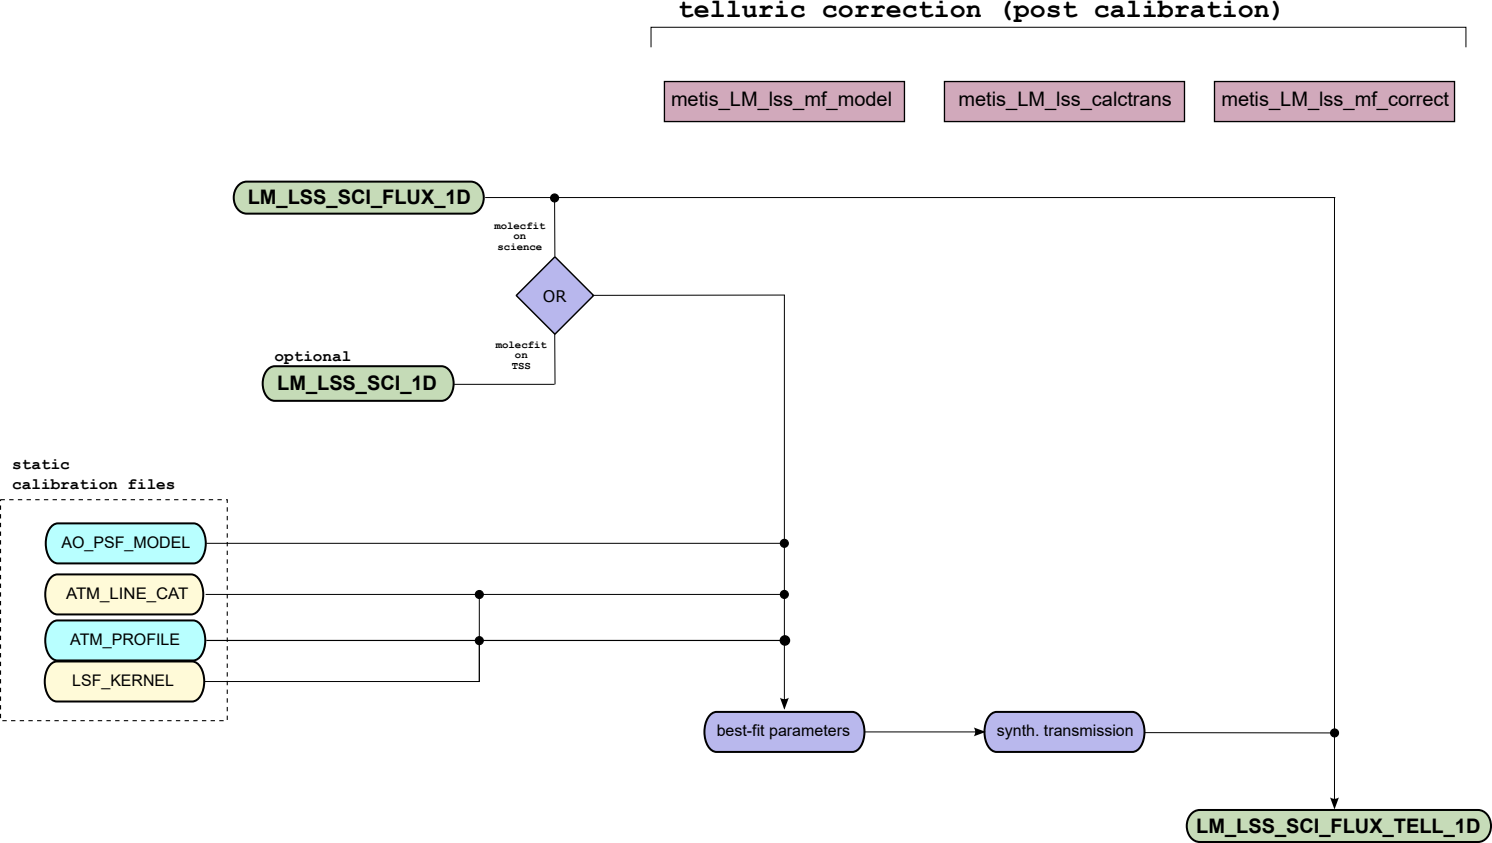 telluric correction (post calibration)
metis_LM_lss_mf_model
metis_LM_lss_calctrans
metis_LM_lss_mf_correct
LM_LSS_SCI_FLUX_1D
molecfit
on
science
OR
molecfit
on
TSS
optional
LM_LSS_SCI_1D
static
calibration files
AO_PSF_MODEL
ATM_LINE_CAT
ATM_PROFILE
LSF_KERNEL
best-fit parameters
synth. transmission
LM_LSS_SCI_FLUX_TELL_1D